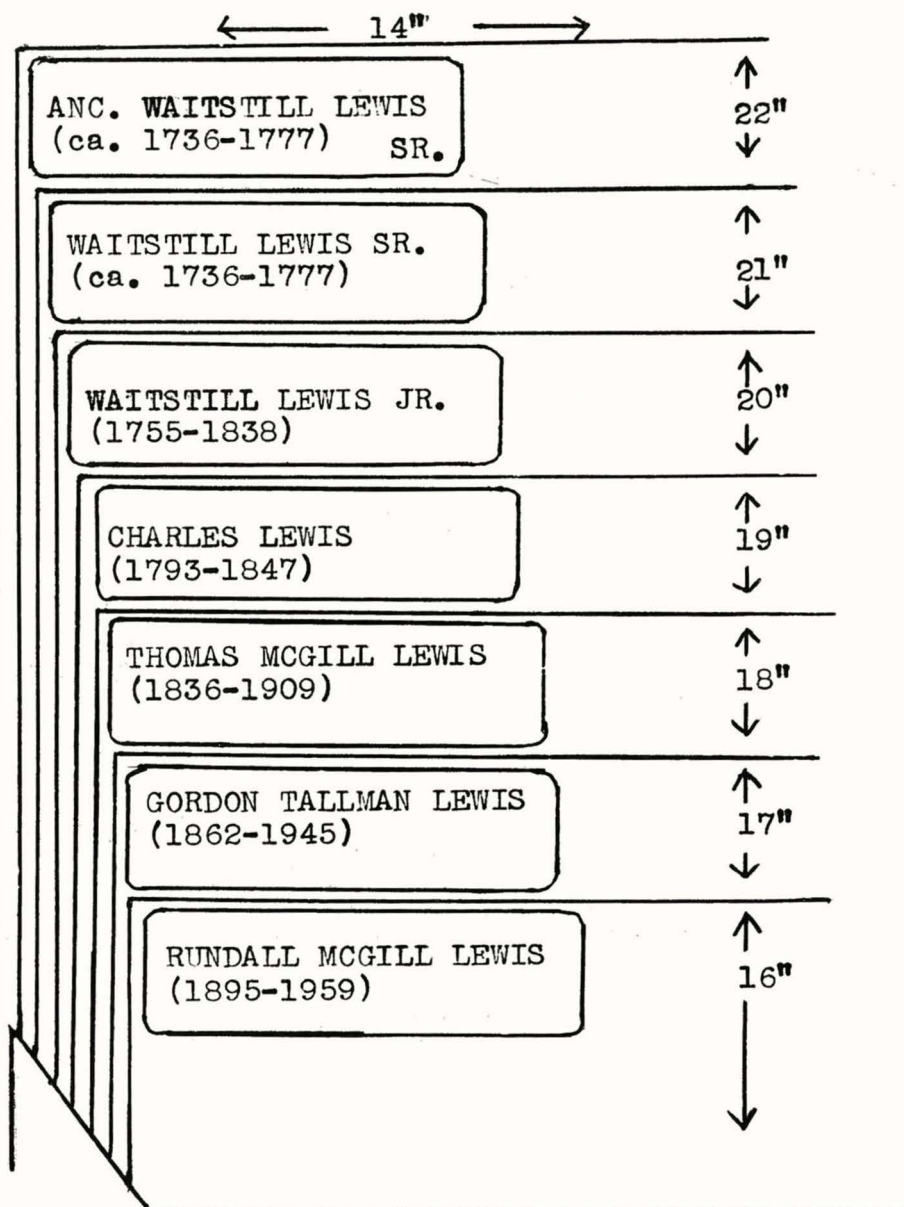 14"
ANC. WAITSTILL LEWIS
(ca. 1736-1777) SR.
22"
WAITSTILL LEWIS SR.
(ca. 1736-1777)
21"
WAITSTILL LEWIS JR.
(1755-1838)
20"
CHARLES LEWIS
(1793-1847)
19"
THOMAS MCGILL LEWIS
(1836-1909)
18"
GORDON TALLMAN LEWIS
(1862-1945)
17"
RUNDALL MCGILL LEWIS
(1895-1959)
16"